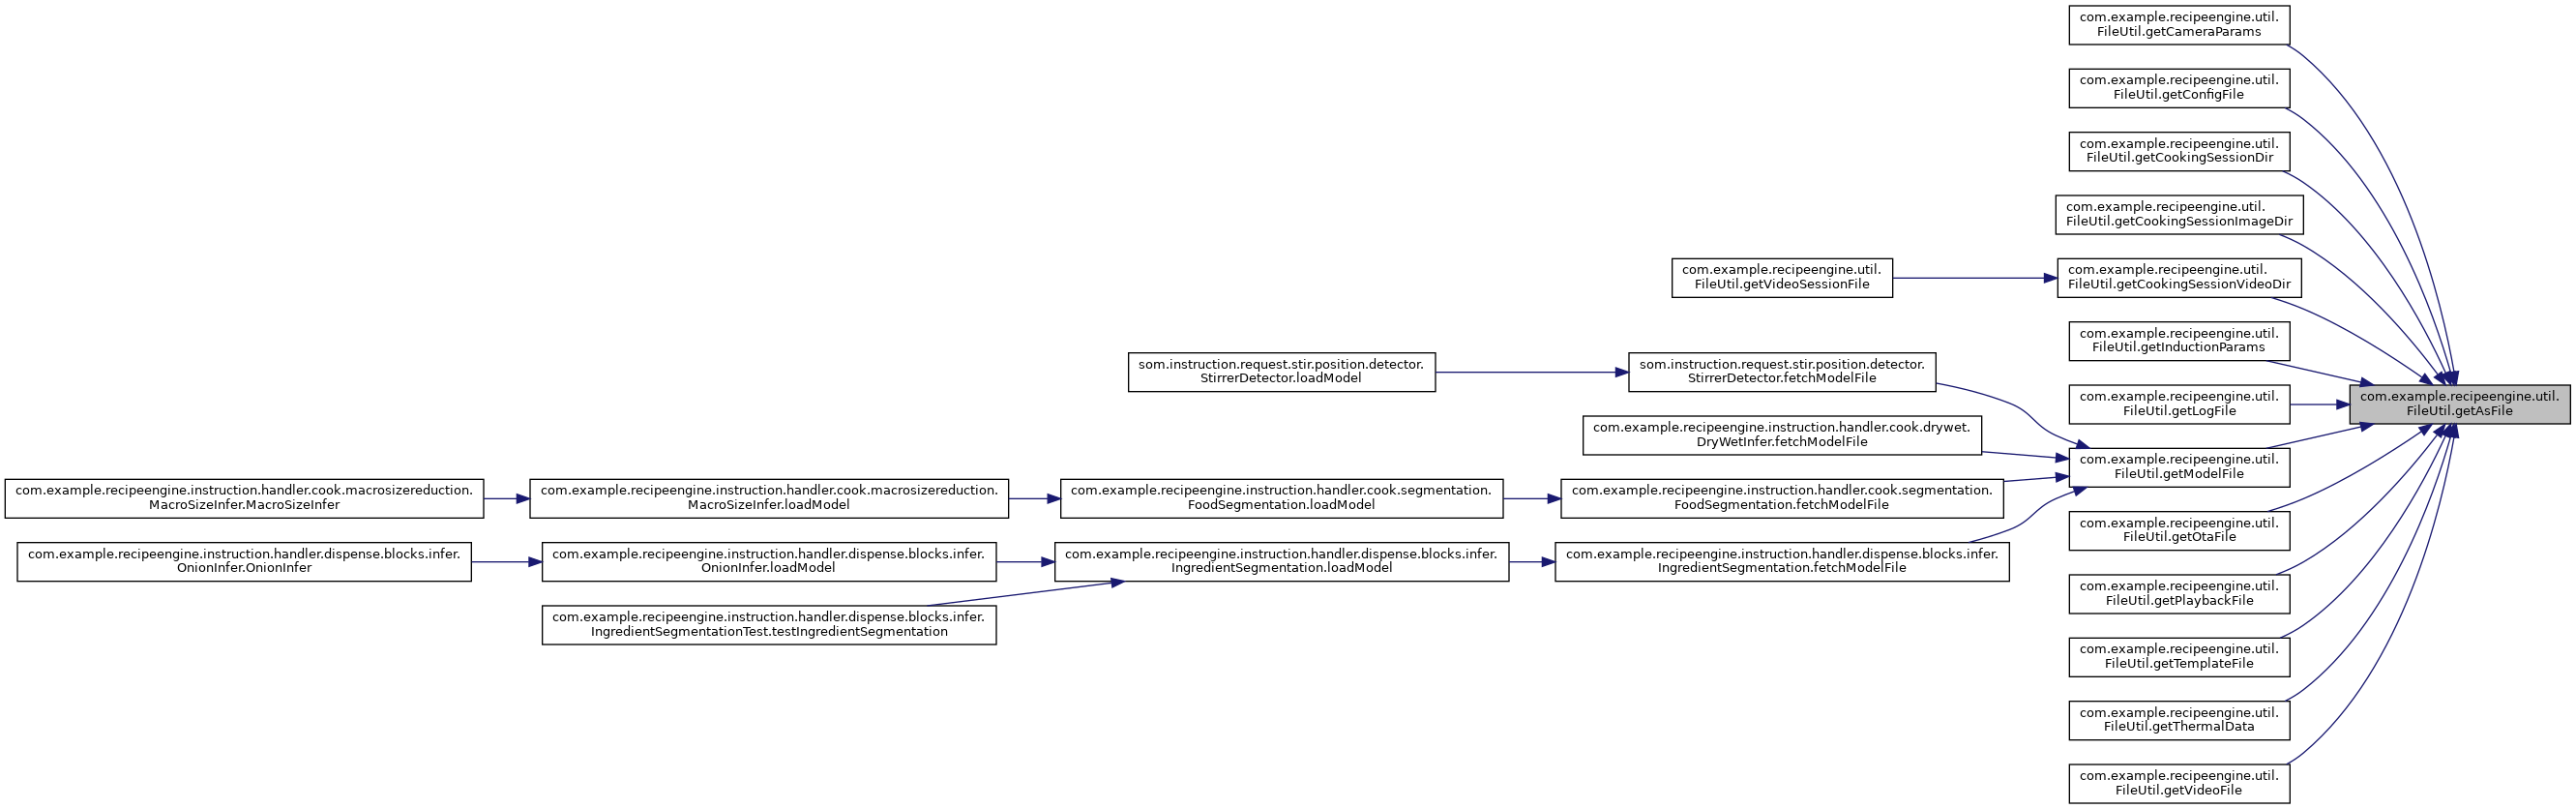 com.example.recipeengine.util.
FileUtil.getCameraParams
com.example.recipeengine.util.
FileUtil.getConfigFile
com.example.recipeengine.util.
FileUtil.getCookingSessionDir
com.example.recipeengine.util.
FileUtil.getCookingSessionImageDir
com.example.recipeengine.util.
FileUtil.getVideoSessionFile
com.example.recipeengine.util.
FileUtil.getCookingSessionVideoDir
com.example.recipeengine.util.
FileUtil.getInductionParams
som.instruction.request.stir.position.detector.
StirrerDetector.loadModel
som.instruction.request.stir.position.detector.
StirrerDetector.fetchModelFile
com.example.recipeengine.util.
FileUtil.getLogFile
com.example.recipeengine.util.
FileUtil.getAsFile
com.example.recipeengine.instruction.handler.cook.drywet.
DryWetInfer.fetchModelFile
com.example.recipeengine.util.
FileUtil.getModelFile
com.example.recipeengine.instruction.handler.cook.macrosizereduction.
MacroSizeInfer.MacroSizeInfer
com.example.recipeengine.instruction.handler.cook.macrosizereduction.
MacroSizeInfer.loadModel
com.example.recipeengine.instruction.handler.cook.segmentation.
FoodSegmentation.loadModel
com.example.recipeengine.instruction.handler.cook.segmentation.
FoodSegmentation.fetchModelFile
com.example.recipeengine.util.
FileUtil.getOtaFile
com.example.recipeengine.instruction.handler.dispense.blocks.infer.
OnionInfer.OnionInfer
com.example.recipeengine.instruction.handler.dispense.blocks.infer.
OnionInfer.loadModel
com.example.recipeengine.instruction.handler.dispense.blocks.infer.
IngredientSegmentation.loadModel
com.example.recipeengine.instruction.handler.dispense.blocks.infer.
IngredientSegmentation.fetchModelFile
com.example.recipeengine.util.
FileUtil.getPlaybackFile
com.example.recipeengine.instruction.handler.dispense.blocks.infer.
IngredientSegmentationTest.testIngredientSegmentation
com.example.recipeengine.util.
FileUtil.getTemplateFile
com.example.recipeengine.util.
FileUtil.getThermalData
com.example.recipeengine.util.
FileUtil.getVideoFile